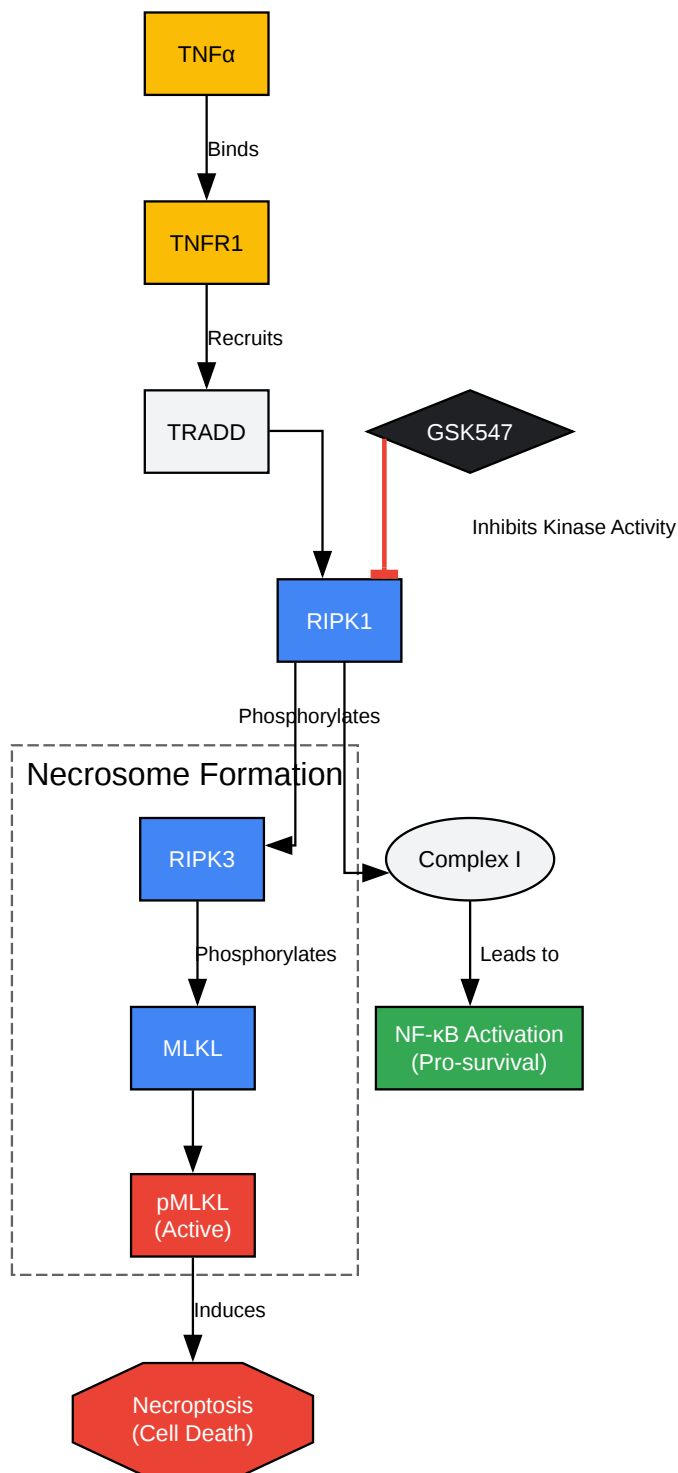 TNFα
Binds
TNFR1
Recruits
TRADD
GSK547
Inhibits Kinase Activity
RIPK1
Phosphorylates
Necrosome Formation
RIPK3
Complex I
Phosphorylates
Leads to
MLKL
NF-κB Activation
(Pro-survival)
pMLKL
(Active)
Induces
Necroptosis
(Cell Death)